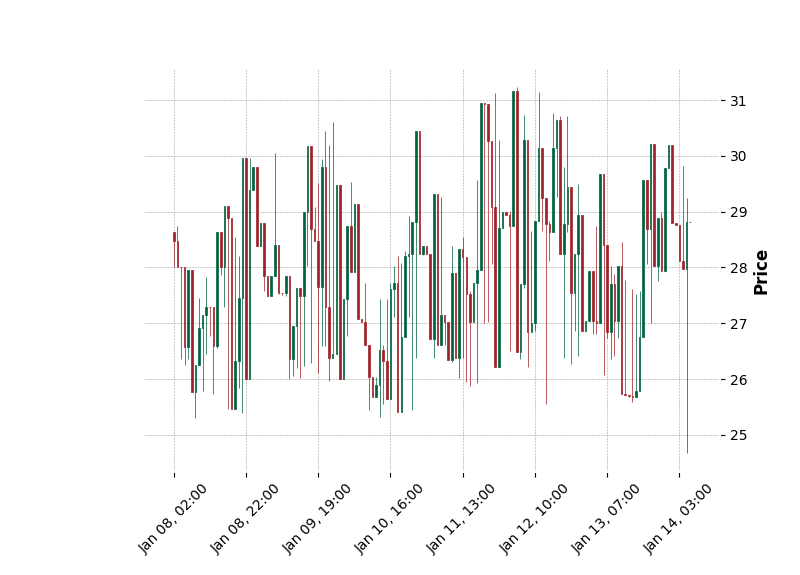 31
30
29
28
27
26
25
Price
Jan 08, 02:00
Jan 08, 22:00
Jan 09, 19:00
Jan 10, 16:00
Jan 11, 13:00
Jan 12, 10:00
Jan 13, 07:00
Jan 14, 03:00